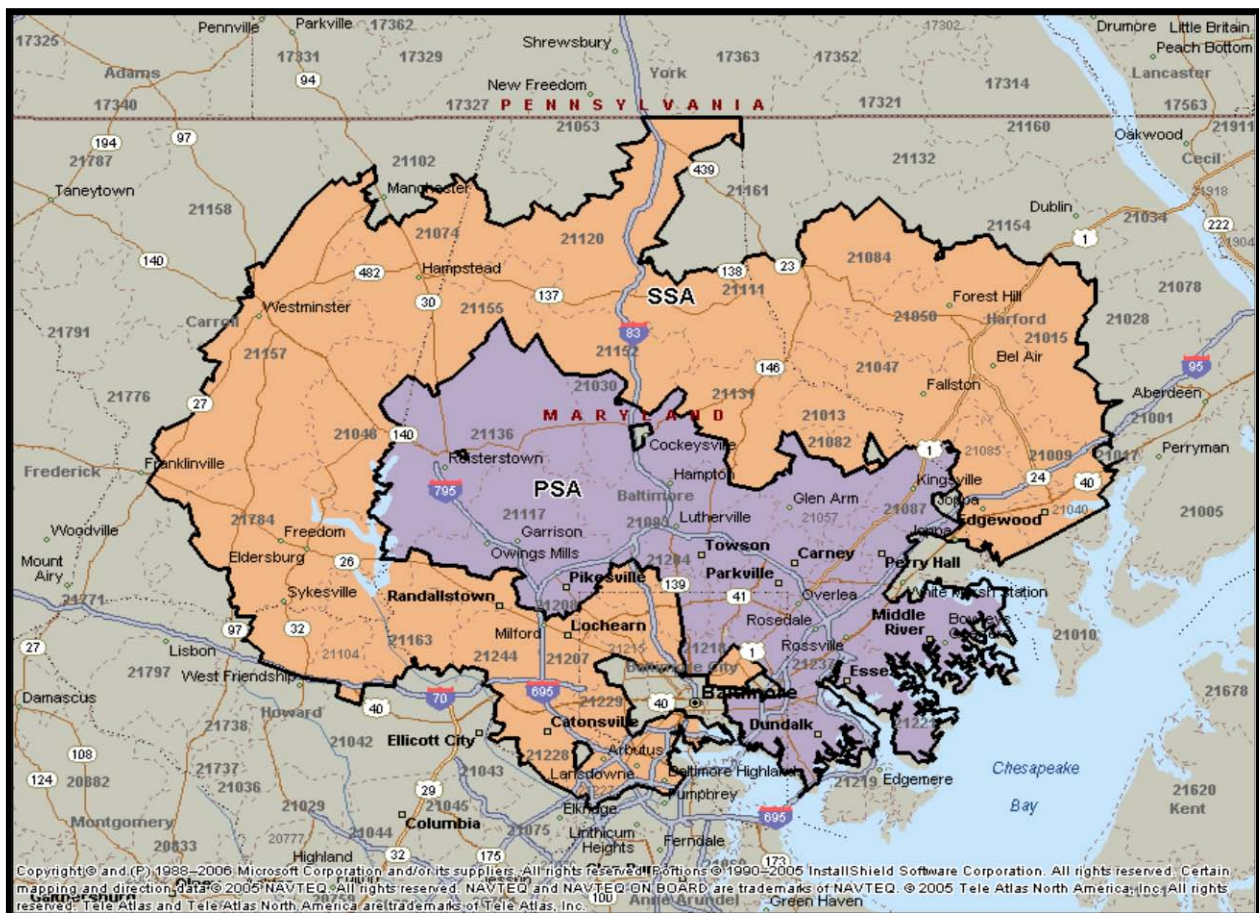 Pennville
Parkville
17362
17302
Drumore
Little Britain
17325
Shrewsbury
Peach Bottom
17331
17329
17363
17352
Adams
York
Lancaster
94
New Freedom
17314
17340
17327
PENNSYLVANIA
17321
17563
97
21053
21160
21911
194
Oakwood
21787
21102
439
21132
Cecil
Taneytown
Manchester
21161
21918
21158
Dublin
21154
21034
21074
21120
1
222
21904
140
482
138
23
21084
Hampstead
137
SSA
21111
21078
30
21155
Forest Hill
Westminster
21050
Harford
21028
Carroll
83
21015
21791
21157
21152
Bel Air
146
21047
95
21030
21131
Fallston
Aberdeen
21776
27
MARYLAND
21013
21001
21048
140
21136
21082
Cockeysville
1
21085
Perryman
Frederick
Franklinville
Reisterstown
21009
21017
Hampton
24
40
795
PSA
Baltimore
Kingsville
Glen Arm
Joppa
21784
21117
21057
21087
Edgewood
21040
21005
Woodville
Freedom
Garrison
21093
Lutherville
Joppa
Eldersburg
Owings Mills
Towson
Carney
Mount
Airy
26
21204
Perry Hall
Pikesville
139
Parkville
21771
Sykesville
Randallstown
21208
41
Overlea
White Marsh Station
97
32
Lochearn
Rosedale
Middle
River
Bowleys
Quarters
27
Lisbon
21163
Milford
Rossville
21010
21104
21244
21207
21215
21218
1
21797
West Friendship
Baltimore City
21237
Essex
21678
Damascus
70
695
40
Baltimore
Howard
40
21229
21221
21738
Catonsville
Dundalk
21042
Ellicott City
21228
Arbutus
108
21043
Lansdowne
Baltimore Highlands
21219
Edgemere
Chesapeake
Bay
124
20882
21737
21036
29
Pumphrey
21620
Kent
21029
21045
Elkridge
695
Columbia
Montgomery
21044
21075
Linthicum
Heights
Ferndale
20777
20833
Highland
32
175
173
Copyright © and (P) 1988–2006 Microsoft Corporation and/or its suppliers. All rights reserved. Portions © 1990–2005 InstallShield Software Corporation. All rights reserved. Certain
mapping and direction data © 2005 NAVTEQ. All rights reserved. NAVTEQ and NAVTEQ ON BOARD are trademarks of NAVTEQ. © 2005 Tele Atlas North America, Inc. All rights
reserved. Tele Atlas and Tele Atlas North America are trademarks of Tele Atlas, Inc.
100
Anne Arundel
Green Haven